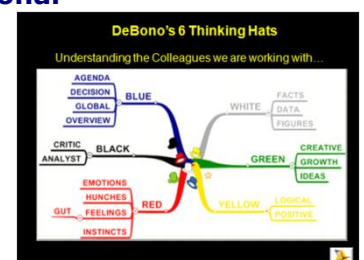 DeBono's 6 Thinking Hats
Understanding the Colleagues we are working with...
AGENDA
DECISION
GLOBAL
OVERVIEW
BLUE
CRITIC
ANALYST
BLACK
EMOTIONS
HUNCHES
GUT
FEELINGS
INSTINCTS
RED
WHITE
FACTS
DATA
FIGURES
GREEN
CREATIVE
GROWTH
IDEAS
YELLOW
LOGICAL
POSITIVE